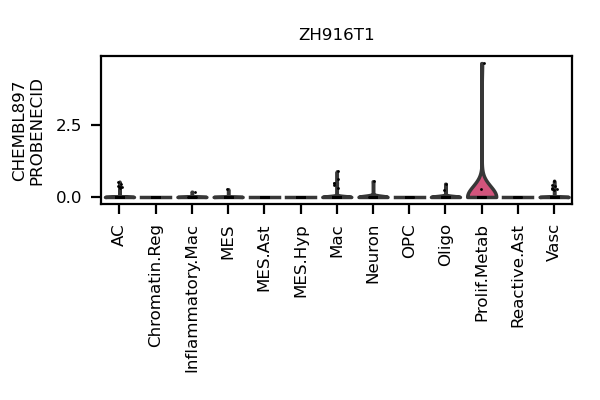 ZH916T1
CHEMBL897
PROBENECID
2.5
0.0
AC
Chromatin.Reg
Inflammatory.Mac
MES
MES.Ast
MES.Hyp
Mac
Neuron
OPC
Oligo
Prolif.Metab
Reactive.Ast
Vasc